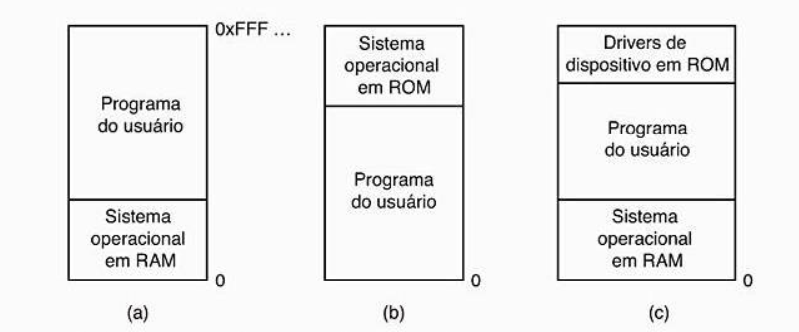 0xFFF ...
Programa
do usuário
Sistema
operacional
em RAM
0
(a)
Sistema
operacional
em ROM
Programa
do usuário
0
(b)
Drivers de
dispositivo em ROM
Programa
do usuário
Sistema
operacional
em RAM
0
(c)